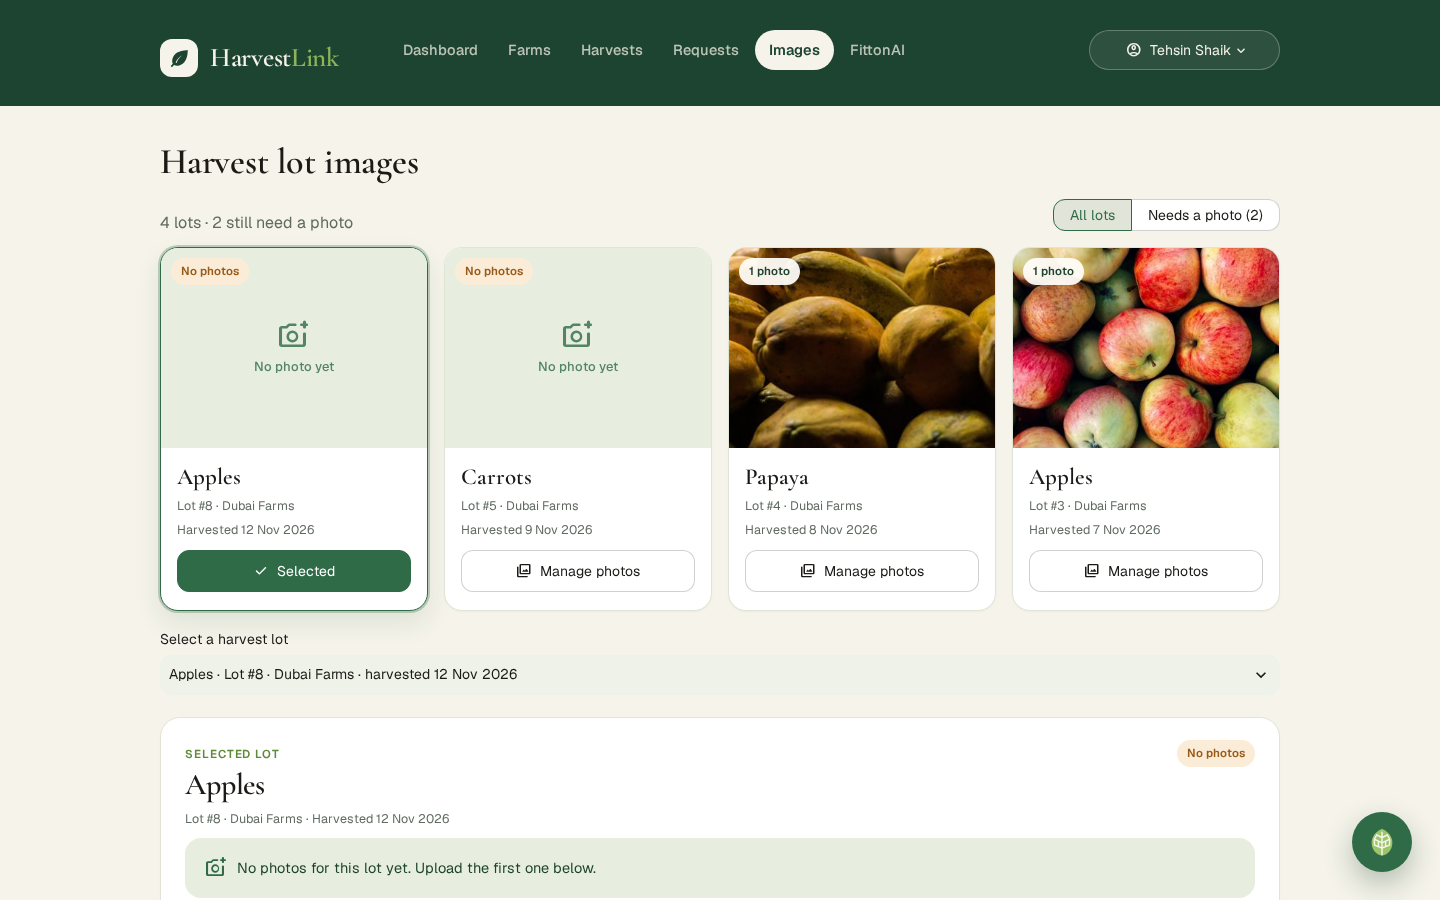 HarvestLink
Dashboard
Farms
Harvests
Requests
Images
FittonAI
Tehsin Shaik
Harvest lot images
4 lots · 2 still need a photo
All lots
Needs a photo (2)
No photos
No photo yet
Apples
Lot #8 · Dubai Farms
Harvested 12 Nov 2026
Selected
No photos
No photo yet
Carrots
Lot #5 · Dubai Farms
Harvested 9 Nov 2026
Manage photos
1 photo
Papaya
Lot #4 · Dubai Farms
Harvested 8 Nov 2026
Manage photos
1 photo
Apples
Lot #3 · Dubai Farms
Harvested 7 Nov 2026
Manage photos
Select a harvest lot
Apples · Lot #8 · Dubai Farms · harvested 12 Nov 2026
SELECTED LOT
No photos
Apples
Lot #8 · Dubai Farms · Harvested 12 Nov 2026
No photos for this lot yet. Upload the first one below.